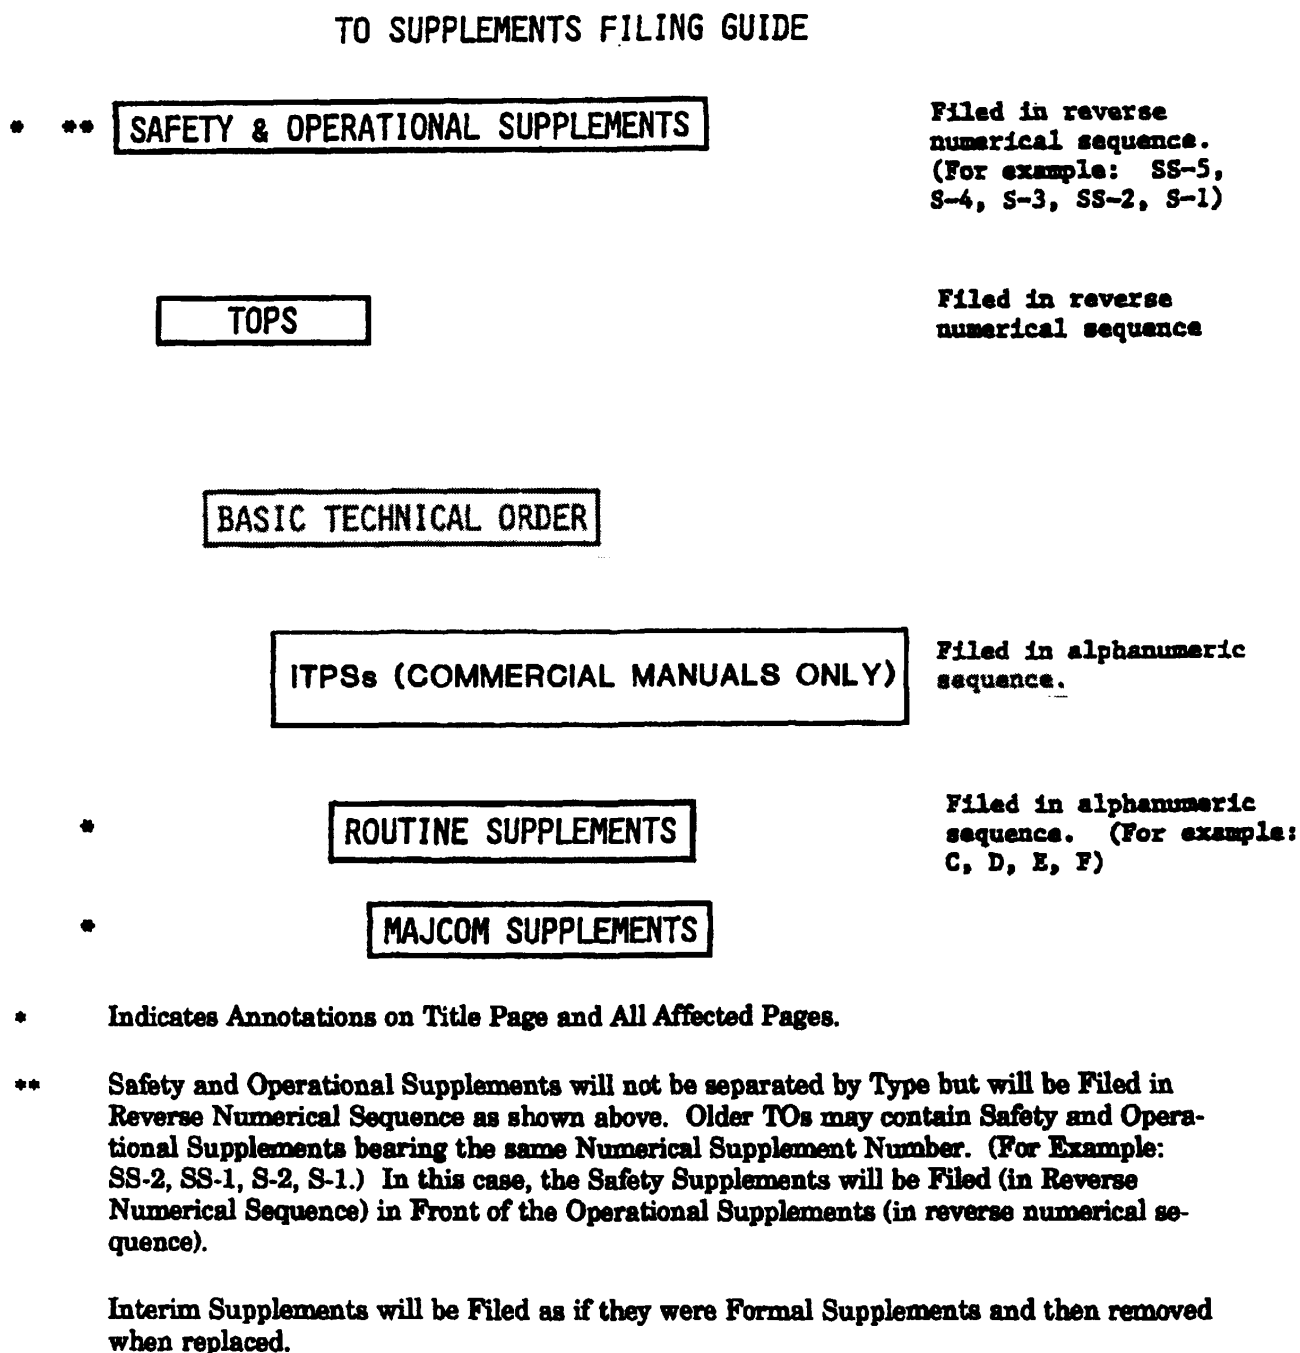 TO SUPPLEMENTS FILING GUIDE
* ** SAFETY & OPERATIONAL SUPPLEMENTS
Filed in reverse
numerical sequence.
(For example: SS-5,
S-4, S-3, SS-2, S-1)
TOPS
Filed in reverse
numerical sequence
BASIC TECHNICAL ORDER
ITPSs (COMMERCIAL MANUALS ONLY)
Filed in alphanumeric
sequence.
* ROUTINE SUPPLEMENTS
Filed in alphanumeric
sequence. (For example:
C, D, E, F)
* MAJCOM SUPPLEMENTS
* Indicates Annotations on Title Page and All Affected Pages.
** Safety and Operational Supplements will not be separated by Type but will be Filed in
Reverse Numerical Sequence as shown above. Older TOs may contain Safety and Opera-
tional Supplements bearing the same Numerical Supplement Number. (For Example:
SS-2, SS-1, S-2, S-1.) In this case, the Safety Supplements will be Filed (in Reverse
Numerical Sequence) in Front of the Operational Supplements (in reverse numerical se-
quence).
Interim Supplements will be Filed as if they were Formal Supplements and then removed
when replaced.